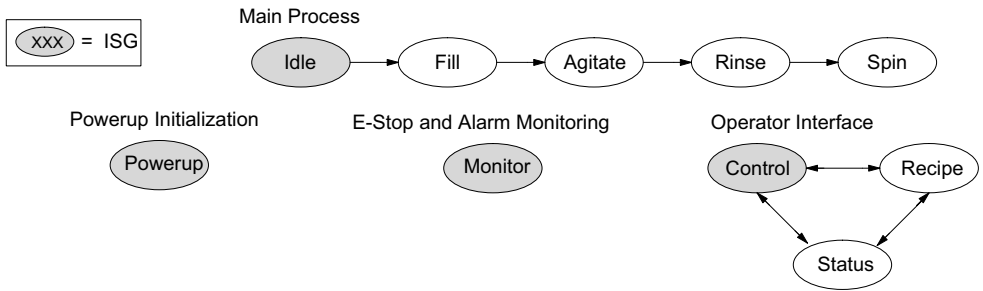 Main Process
xxx = ISG
Idle Fill Agitate Rinse Spin
Powerup Initialization E-Stop and Alarm Monitoring Operator Interface
Powerup Monitor Control Recipe
Status